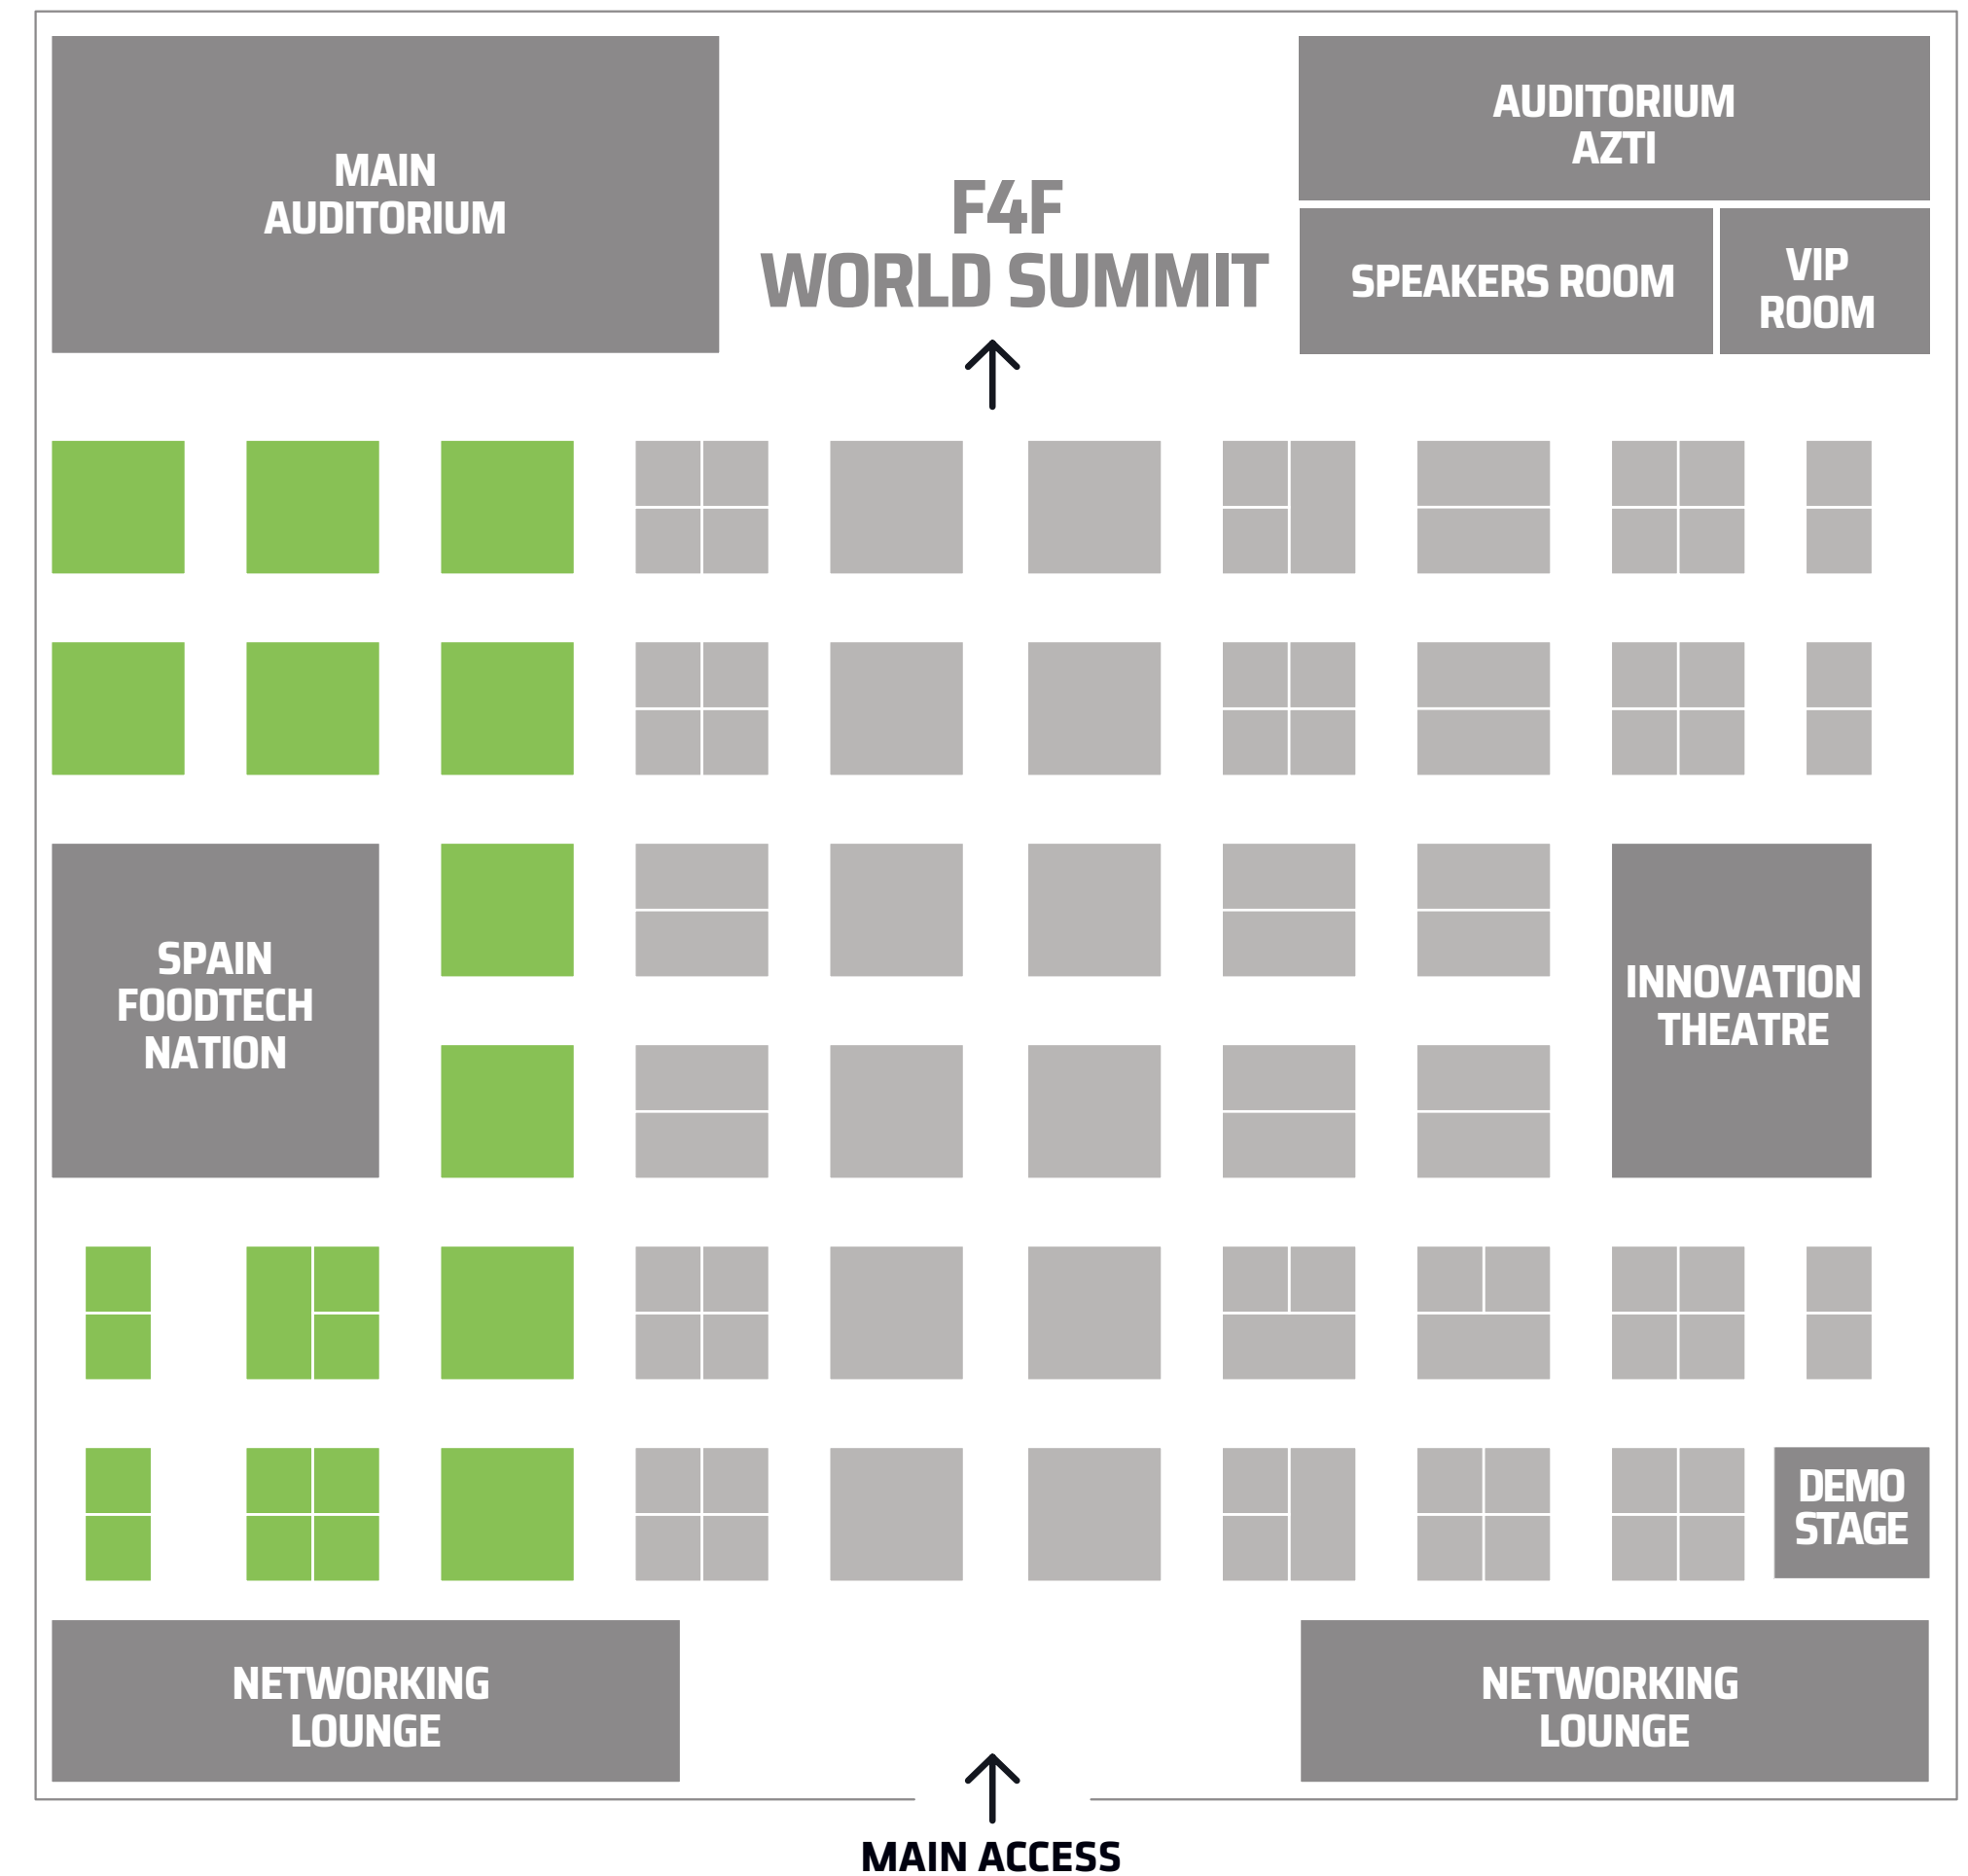 MAIN
AUDITORIUM
F4F
WORLD SUMMIT
AUDITORIUM
AZTI
SPEAKERS ROOM
VIP
ROOM
SPAIN
FOODTECH
NATION
INNOVATION
THEATRE
DEMO
STAGE
NETWORKING
LOUNGE
NETWORKING
LOUNGE
MAIN ACCESS